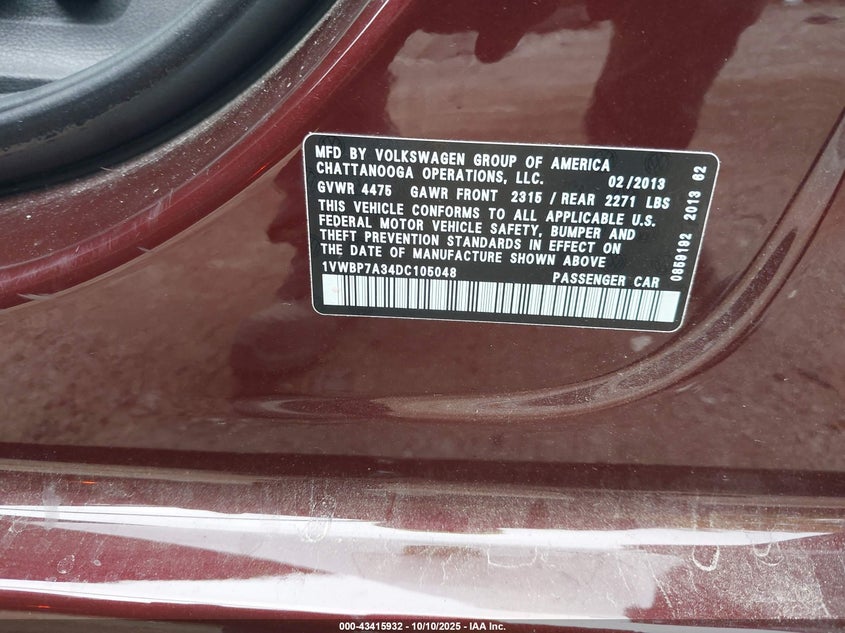 MFD BY VOLKSWAGEN GROUP OF AMERICA
CHATTANOOGA OPERATIONS, LLC. 02/2013
GVWR 4475 GAWR FRONT 2315 / REAR 2271 LBS
THIS VEHICLE CONFORMS TO ALL APPLICABLE U.S.
FEDERAL MOTOR VEHICLE SAFETY, BUMPER AND
THEFT PREVENTION STANDARDS IN EFFECT ON
THE DATE OF MANUFACTURE SHOWN ABOVE
1VWBP7A34DC105048 PASSENGER CAR
0859192 2013 62
000-43415932 - 10/10/2025 - IAA Inc.